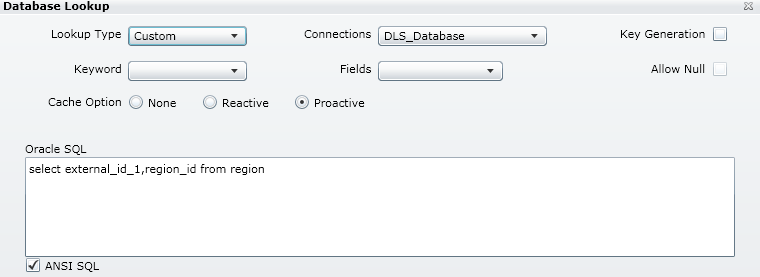 Database Lookup
Lookup Type Custom Connections DLS_Database Key Generation
Keyword Fields Allow Null
Cache Option None Reactive Proactive
Oracle SQL
select external_id_1,region_id from region
ANSI SQL